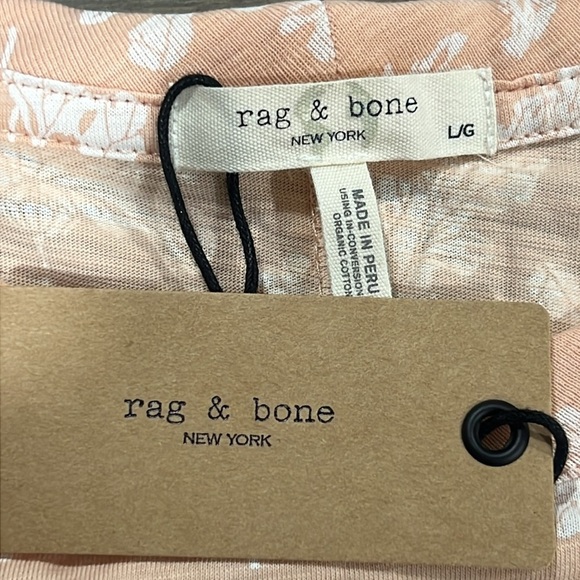 rag & bone
NEW YORK
L/G
MADE IN PERU
USING IN-CONVERSION
ORGANIC COTTON
rag & bone
NEW YORK